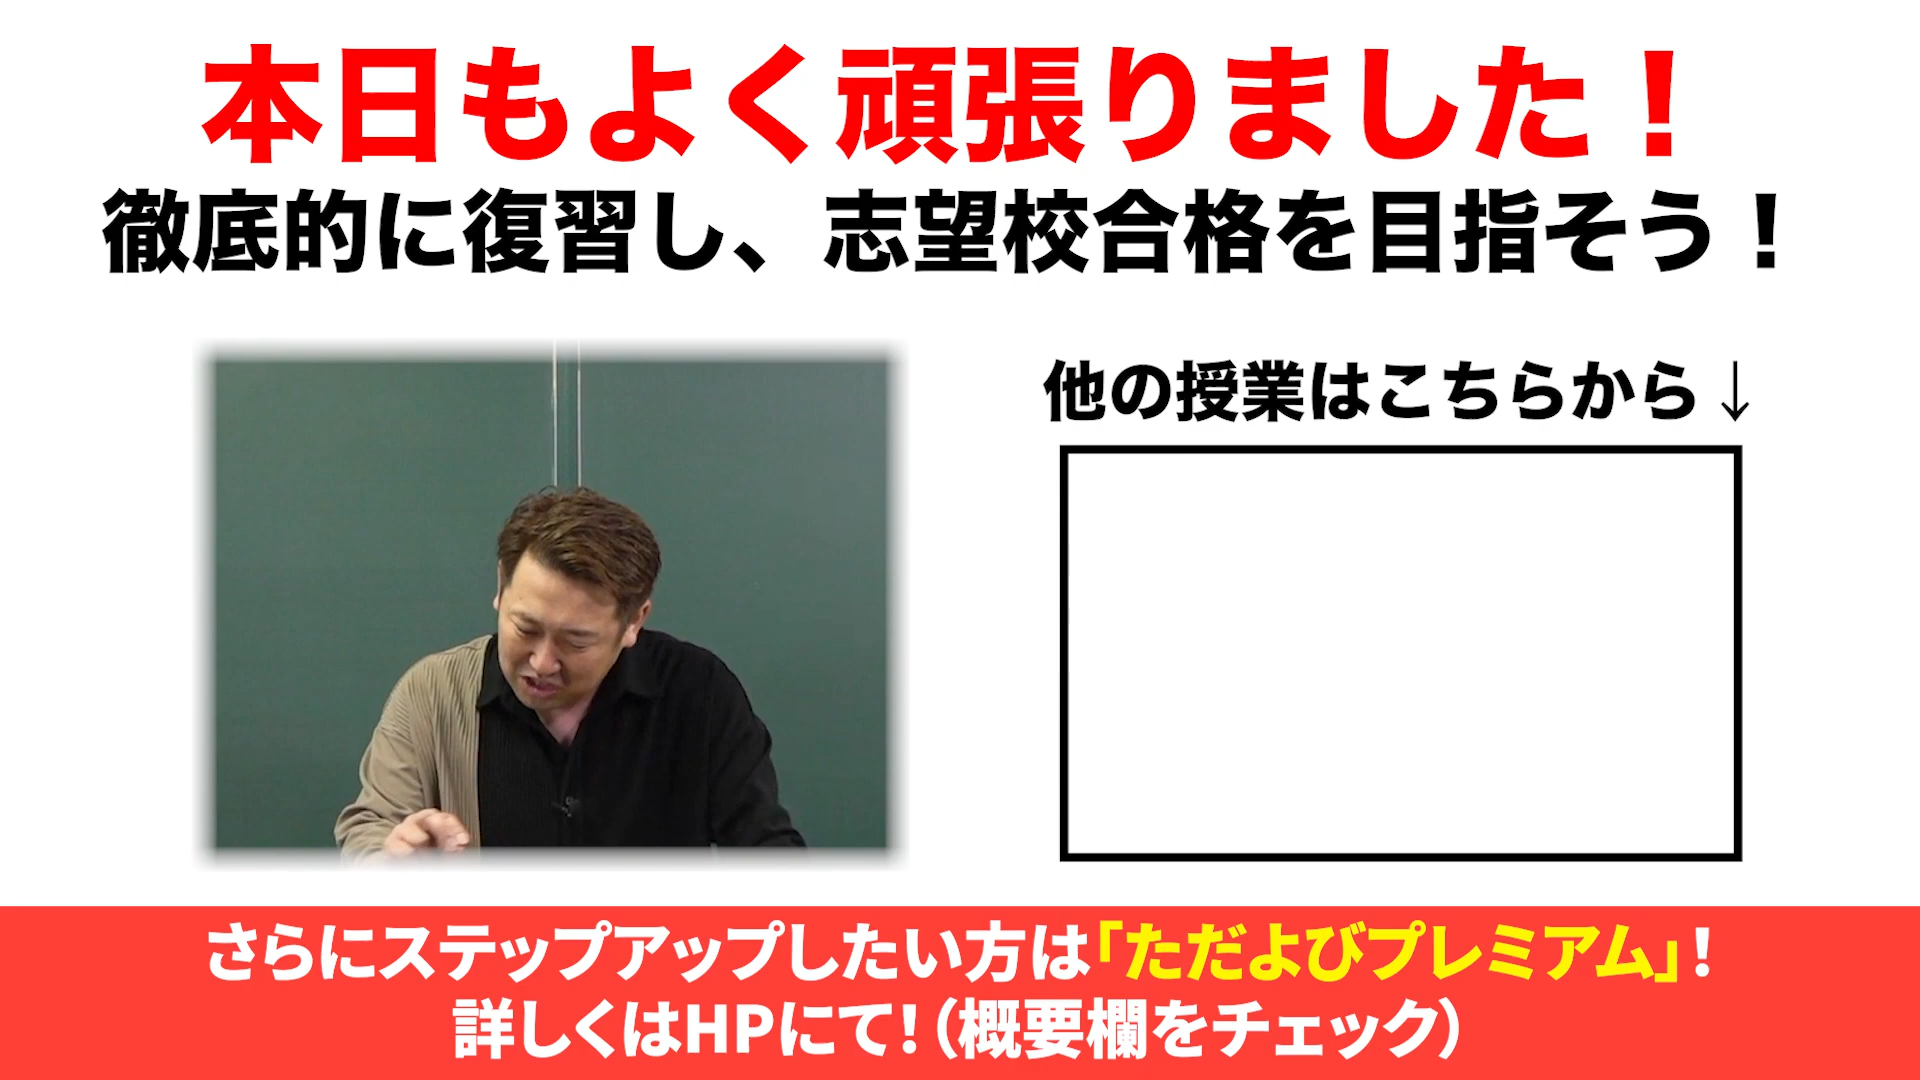 本日もよく頑張りました！
徹底的に復習し、志望校合格を目指そう！
他の授業はこちらから↓
さらにステップアップしたい方は「ただよびプレミアム」！
詳しくはHPにて！（概要欄をチェック）